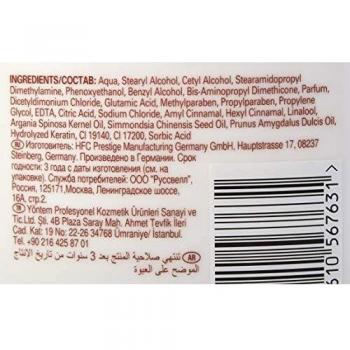 INGREDIENTS/СОСТАВ: Aqua, Stearyl Alcohol, Cetyl Alcohol, Stearamidopropyl
Dimethylamine, Phenoxyethanol, Benzyl Alcohol, Bis-Aminopropyl Dimethicone, Parfum,
Dicetyldimonium Chloride, Glutamic Acid, Methylparaben, Propylparaben, Propylene
Glycol, EDTA, Citric Acid, Sodium Chloride, Amyl Cinnamal, Hexyl Cinnamal, Linalool,
Argania Spinosa Kernel Oil, Simmondsia Chinensis Seed Oil, Prunus Amygdalus Dulcis Oil,
Hydrolyzed Keratin, CI 19140, CI 17200, Sorbic Acid
RU Изготовитель: HFC Prestige Manufacturing Germany GmbH, Hauptstrasse 17, 08237
Steinberg, Germany. Произведено в Германии. Срок
годности: 3 года с даты изготовления (см. на
упаковке). Служба потребителей: ООО "Руссвелл",
Россия, 125171,Москва, Ленинградское шоссе,
16А, стр.2.
TR Yöntem Profesyonel Kozmetik Ürünleri Sanayi ve
Tic.Ltd. Şti. 4B Plaza Saray Mah. Ahmet Tevfik İleri
Cad. Kat: 19 No: 22-26 34768 Ümraniye/İstanbul.
Tel.: +90 216 425 87 01
AR تنتهي صلاحية المنتج بعد 3 سنوات من تاريخ الإنتاج
الموضح على العبوة
610 567631